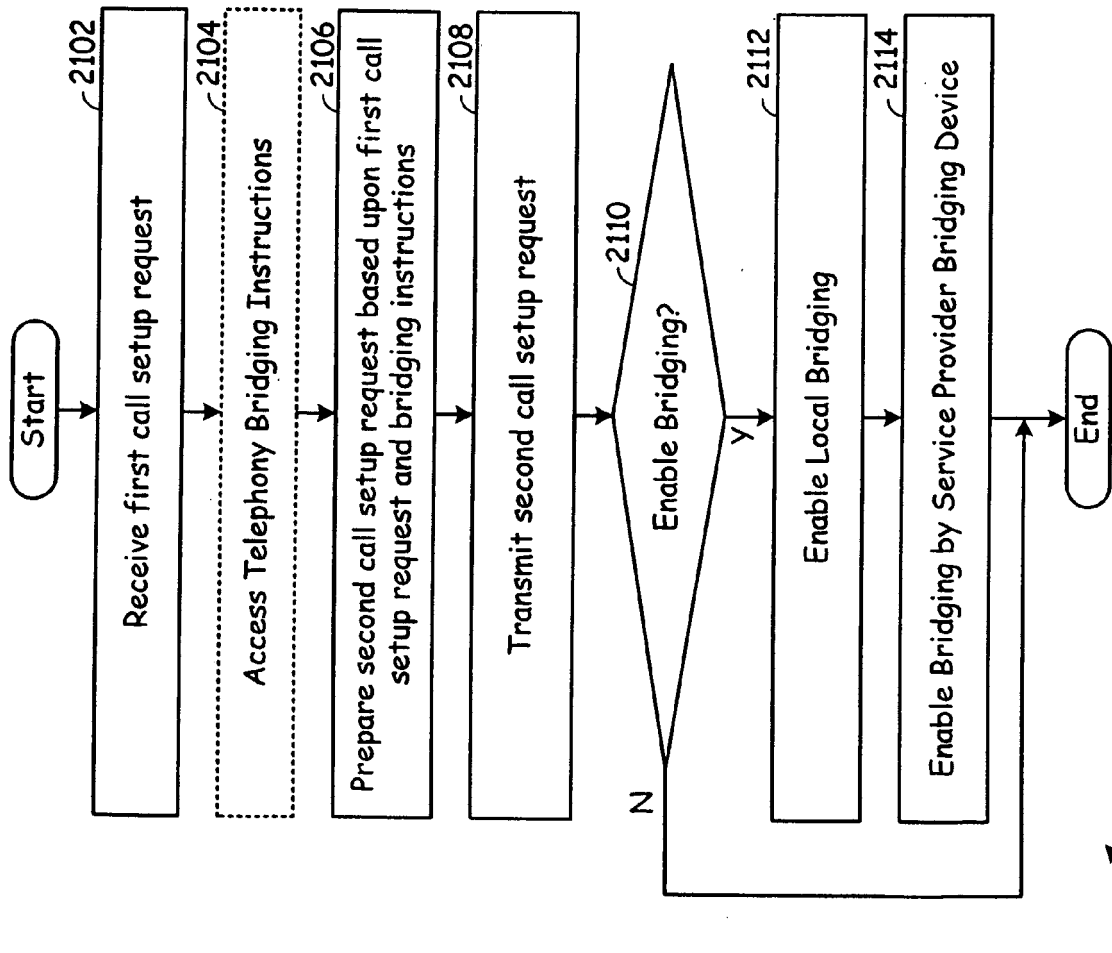 Start
2102
Receive first call setup request
2104
Access Telephony Bridging Instructions
2106
Prepare second call setup request based upon first call
setup request and bridging instructions
2108
Transmit second call setup request
2110
Enable Bridging?
N
Y
2112
Enable Local Bridging
2114
Enable Bridging by Service Provider Bridging Device
End